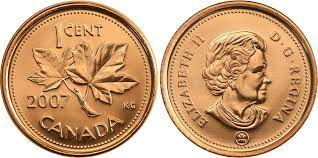 1 CENT
2007
KG
CANADA
ELIZABETH II
D·G·REGINA